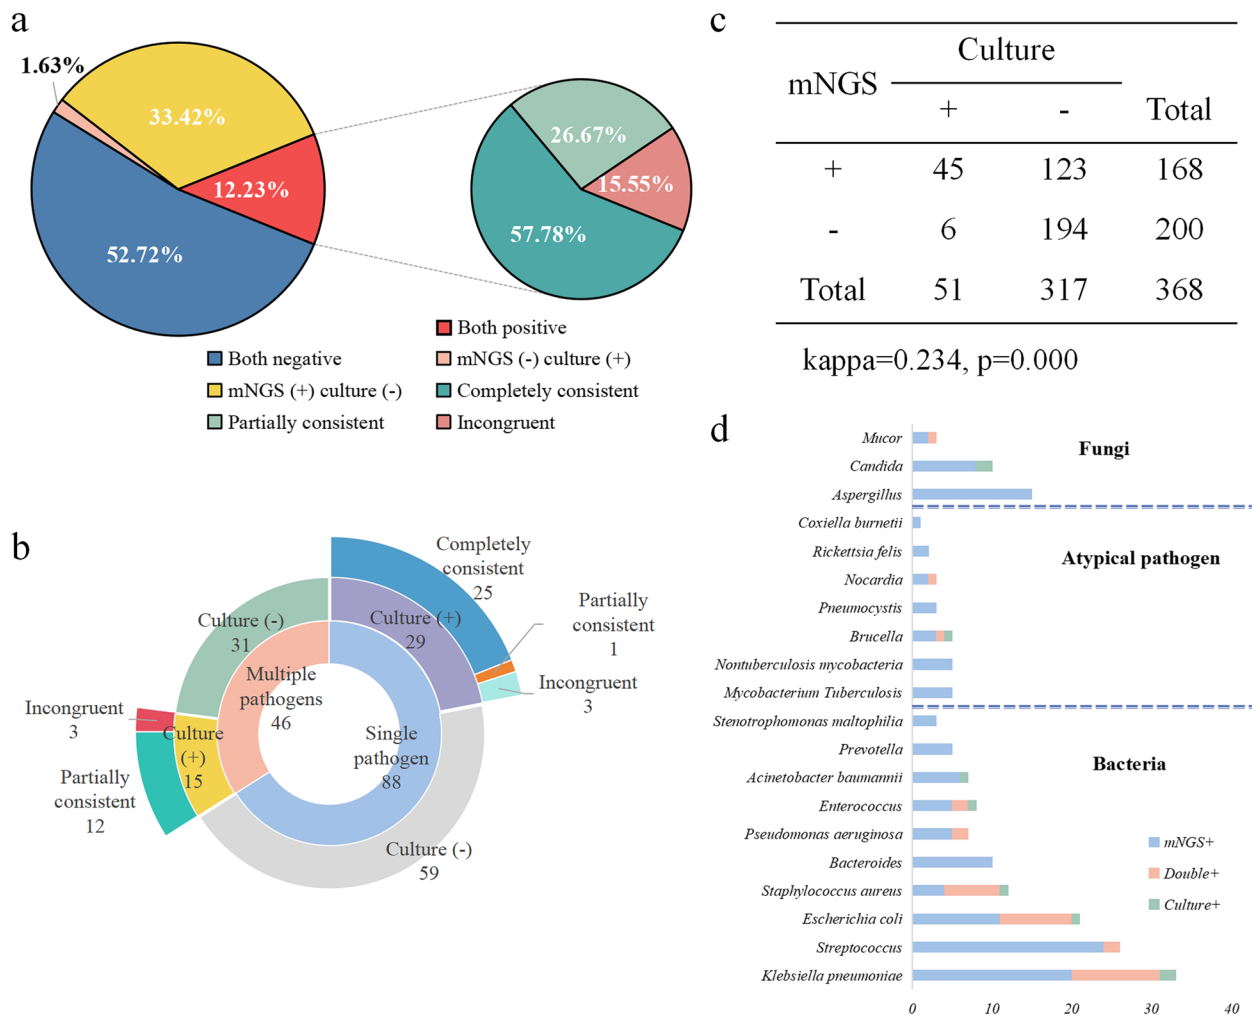 a
1.63%
33.42%
12.23%
52.72%
26.67%
15.55%
57.78%
Both positive
Both negative
mNGS (-) culture (+)
mNGS (+) culture (-)
Completely consistent
Partially consistent
Incongruent
b
Completely
consistent
25
Partially
consistent
1
Incongruent
3
Culture (+)
29
Culture (-)
31
Multiple
pathogens
46
Single
pathogen
88
Incongruent
3
Culture
(+)
15
Partially
consistent
12
Culture (-)
59
c
Culture
mNGS
+ - Total
+ 45 123 168
- 6 194 200
Total 51 317 368
kappa=0.234, p=0.000
d
Mucor
Fungi
Candida
Aspergillus
Coxiella burnetii
Rickettsia felis
Atypical pathogen
Nocardia
Pneumocystis
Brucella
Nontuberculosis mycobacteria
Mycobacterium Tuberculosis
Stenotrophomonas maltophilia
Prevotella
Bacteria
Acinetobacter baumannii
Enterococcus
Pseudomonas aeruginosa
Bacteroides
Staphylococcus aureus
Escherichia coli
Streptococcus
Klebsiella pneumoniae
mNGS+
Double+
Culture+
0 10 20 30 40